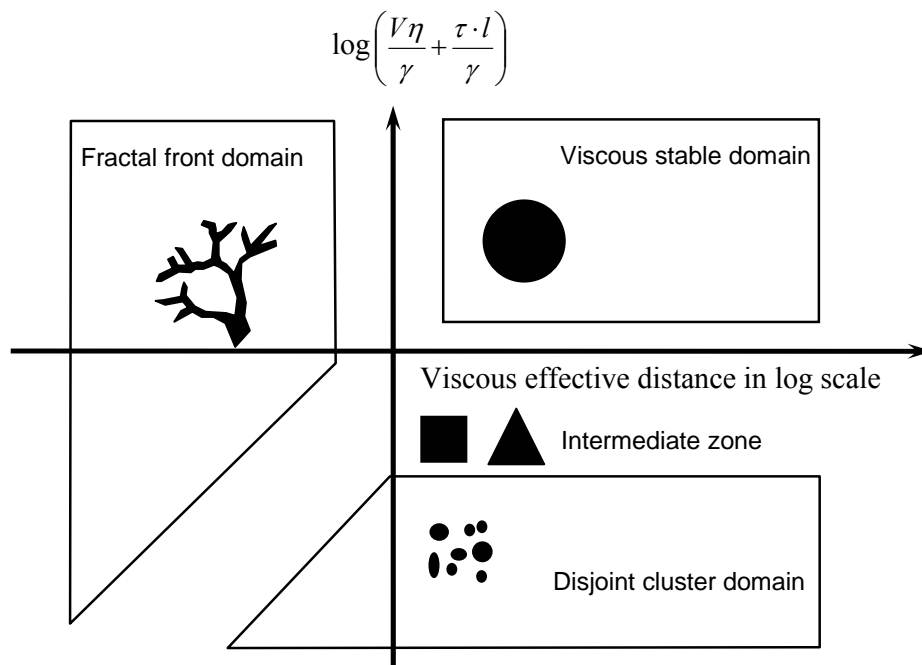 log(Vη/γ + τ·l/γ)
Fractal front domain
Viscous stable domain
Viscous effective distance in log scale
Intermediate zone
Disjoint cluster domain